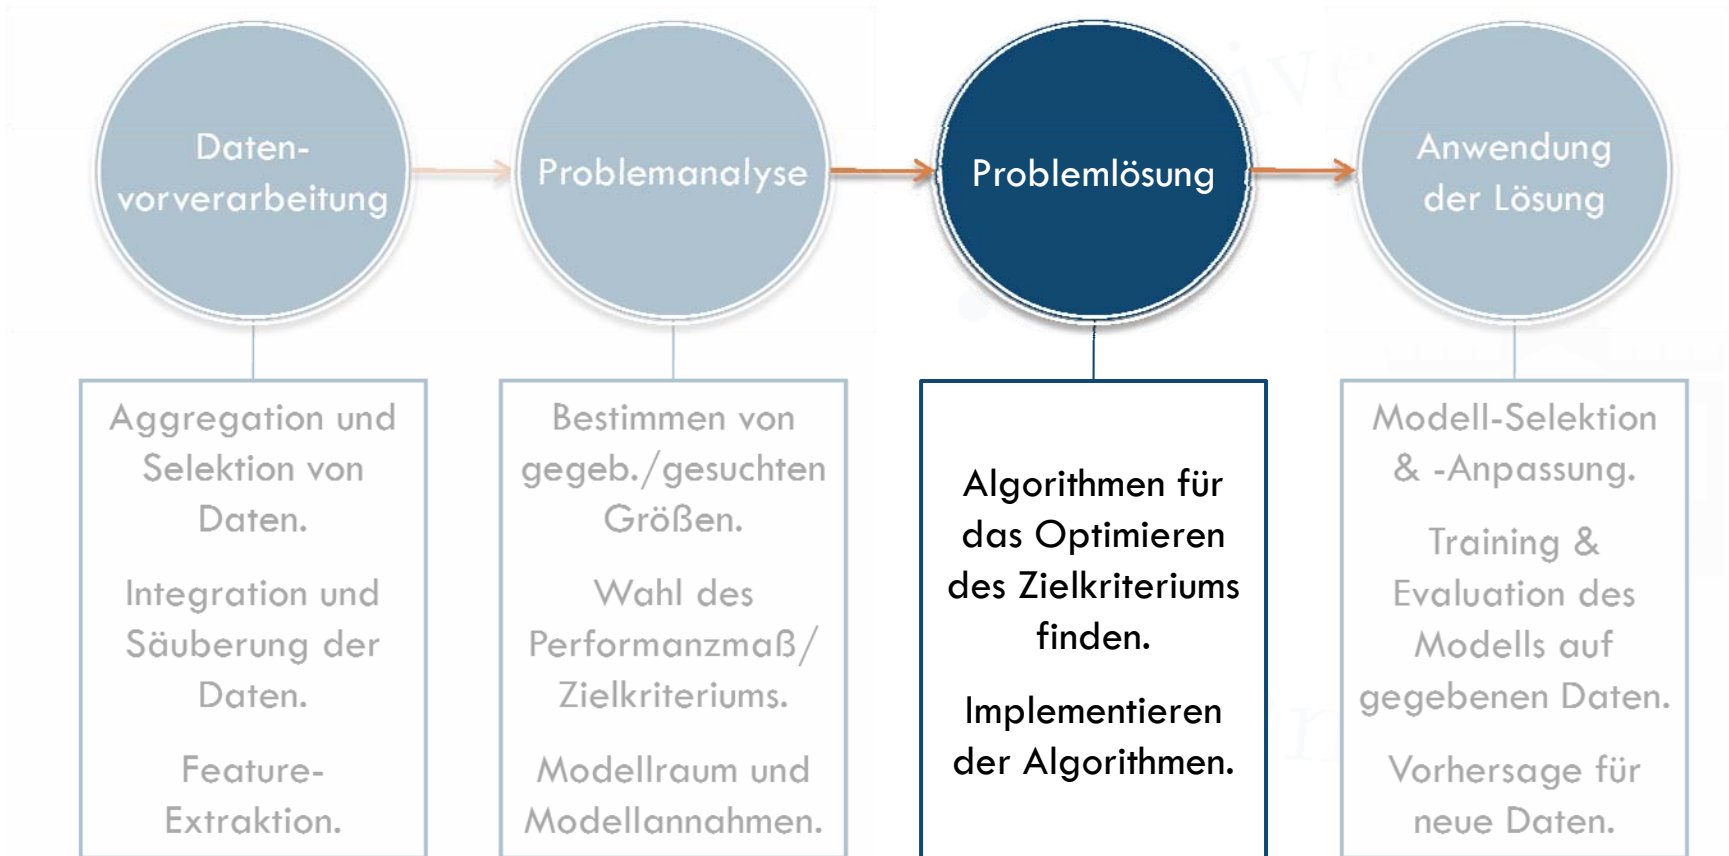 Daten-
vorverarbeitung
Problemanalyse
Problemlösung
Anwendung
der Lösung
Aggregation und
Selektion von
Daten.
Integration und
Säuberung der
Daten.
Feature-
Extraktion.
Bestimmen von
gegeb./gesuchten
Größen.
Wahl des
Performanzmaß/
Zielkriteriums.
Modellraum und
Modellannahmen.
Algorithmen für
das Optimieren
des Zielkriteriums
finden.
Implementieren
der Algorithmen.
Modell-Selektion
& -Anpassung.
Training &
Evaluation des
Modells auf
gegebenen Daten.
Vorhersage für
neue Daten.